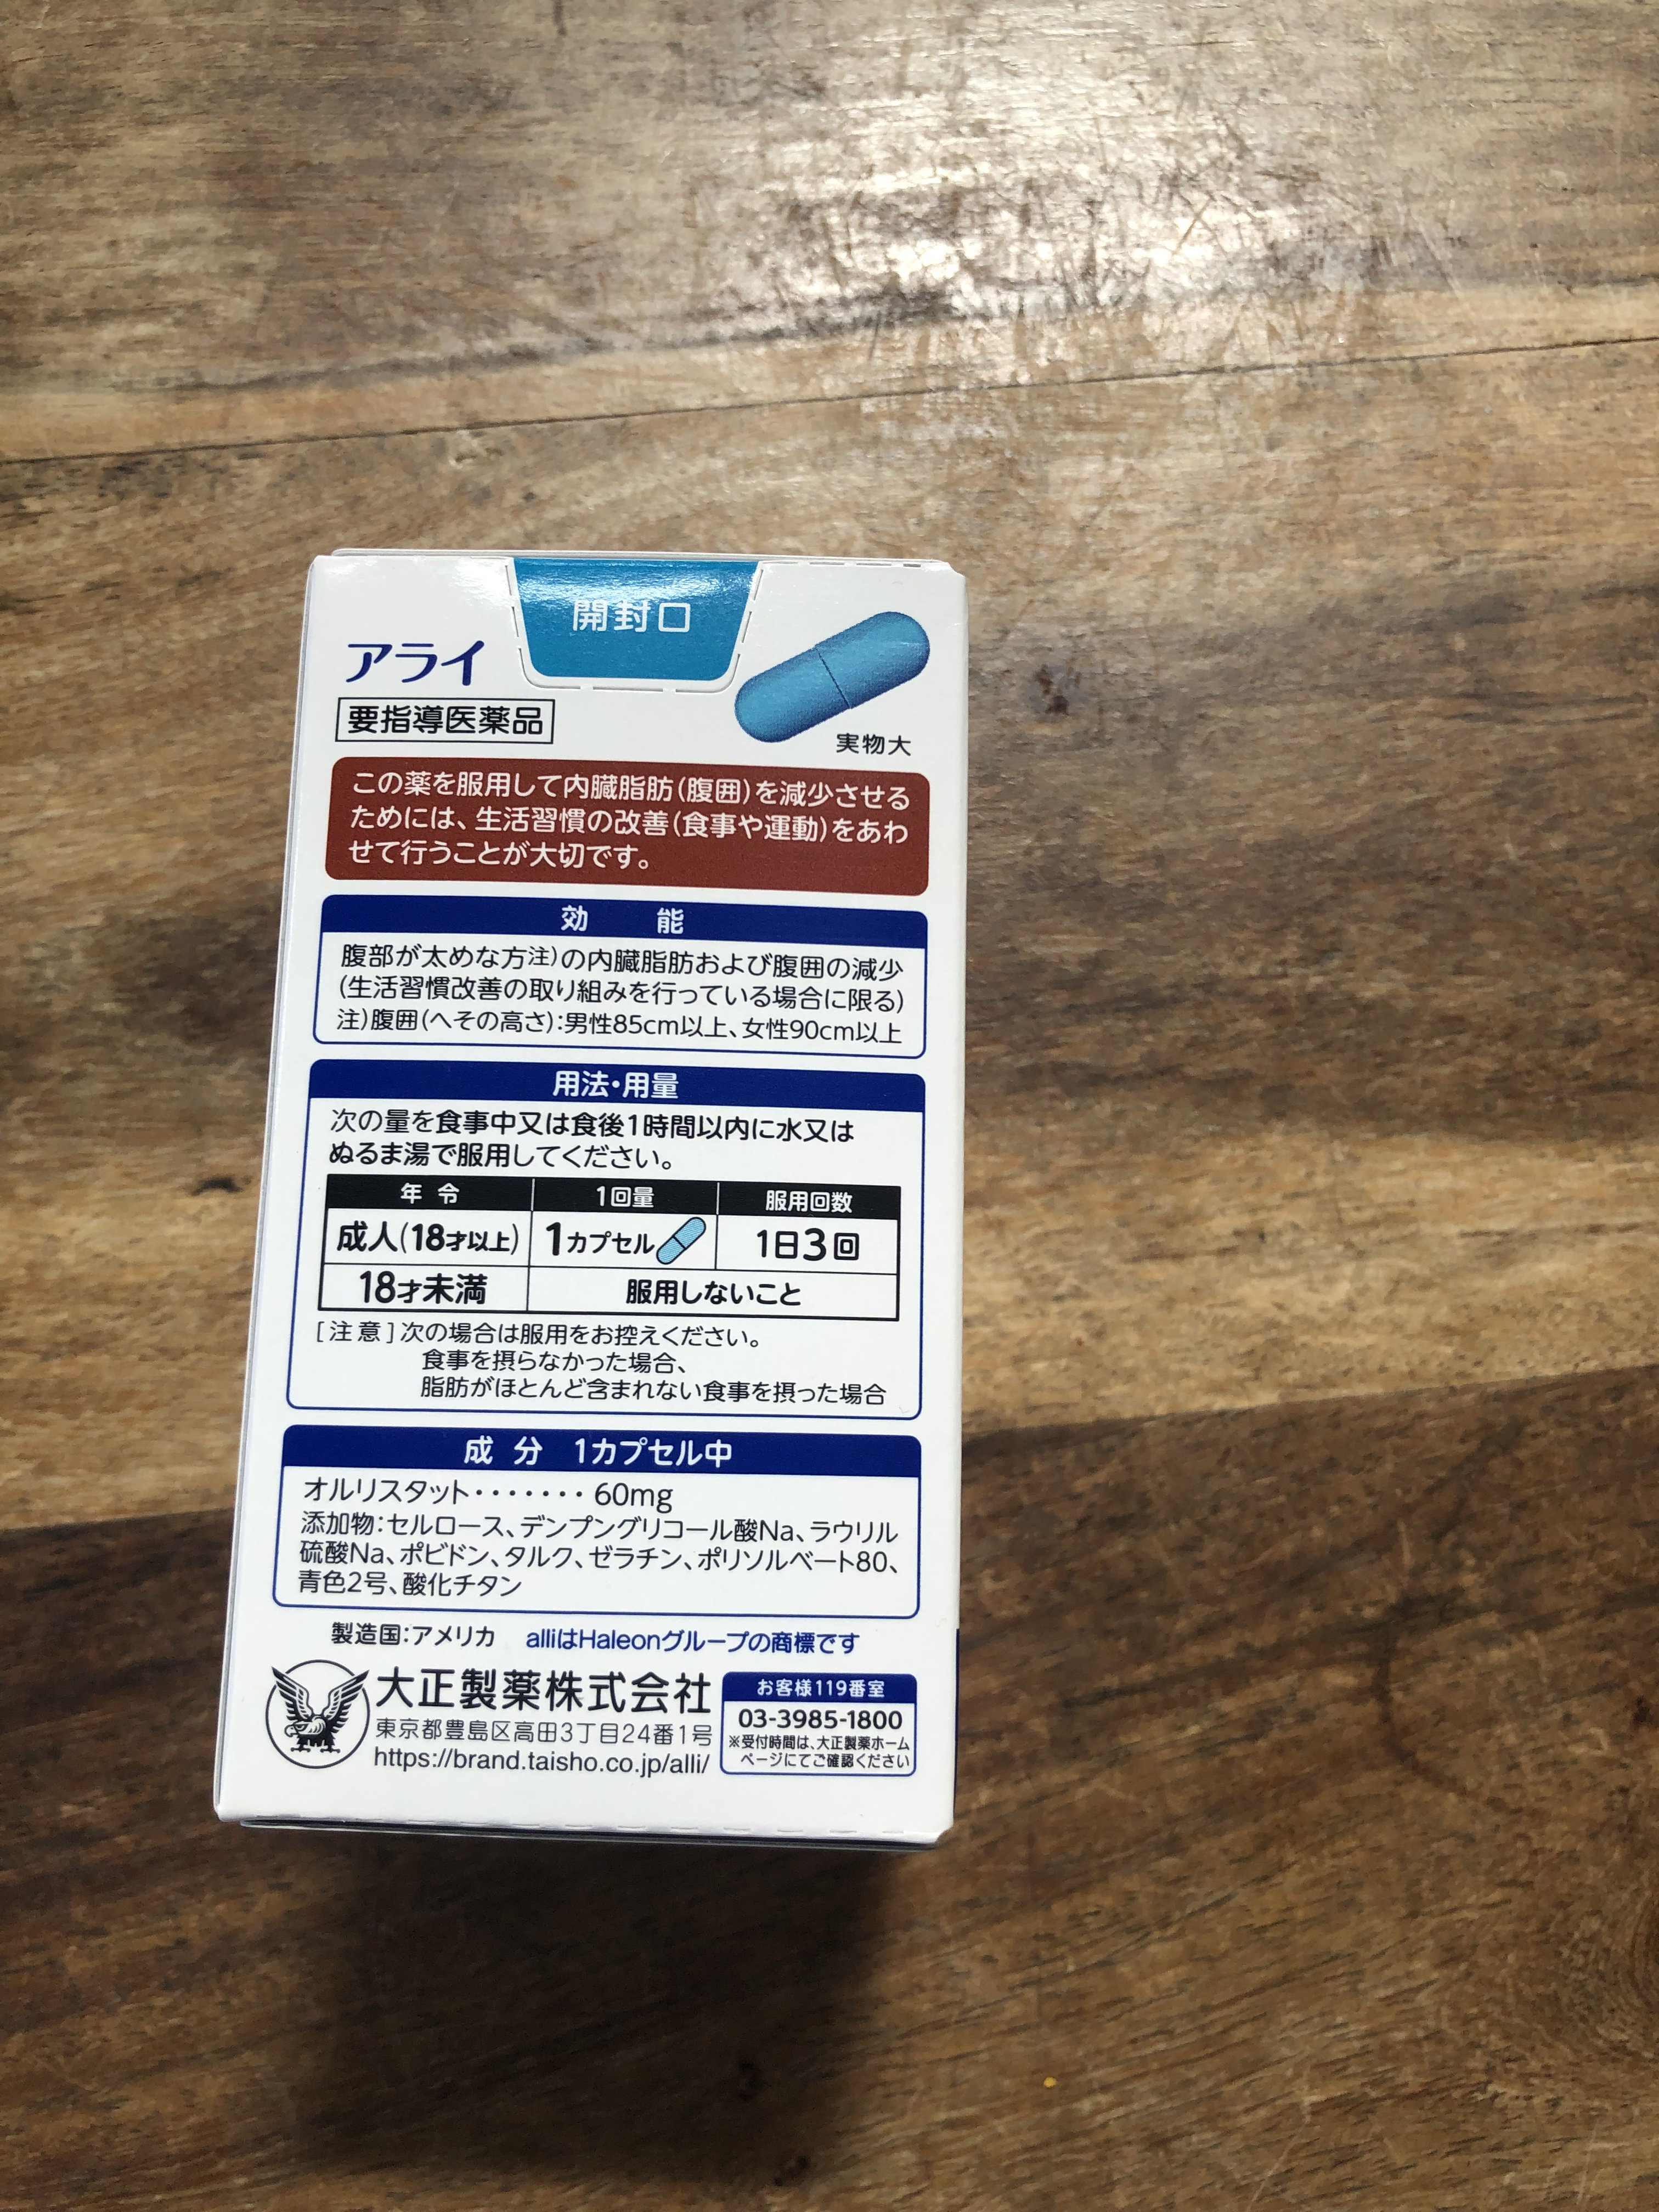 開封口
アライ
要指導医薬品
実物大
この薬を服用して内臓脂肪(腹囲)を減少させる
ためには、生活習慣の改善(食事や運動)をあわ
せて行うことが大切です。
効 能
腹部が太めな方注)の内臓脂肪および腹囲の減少
(生活習慣改善の取り組みを行っている場合に限る)
注)腹囲(へその高さ):男性85cm以上、女性90cm以上
用法・用量
次の量を食事中又は食後1時間以内に水又は
ぬるま湯で服用してください。
年令 1回量 服用回数
成人(18才以上) 1カプセル 1日3回
18才未満 服用しないこと
[注意]次の場合は服用をお控えください。
食事を摂らなかった場合、
脂肪がほとんど含まれない食事を摂った場合
成分 1カプセル中
オルリスタット・・・・・・・60mg
添加物:セルロース、デンプングリコール酸Na、ラウリル
硫酸Na、ポビドン、タルク、ゼラチン、ポリソルベート80、
青色2号、酸化チタン
製造国:アメリカ alliはHaleonグループの商標です
大正製薬株式会社
東京都豊島区高田3丁目24番1号
https://brand.taisho.co.jp/alli/
お客様119番室
03-3985-1800
※受付時間は、大正製薬ホーム
ページにてご確認ください